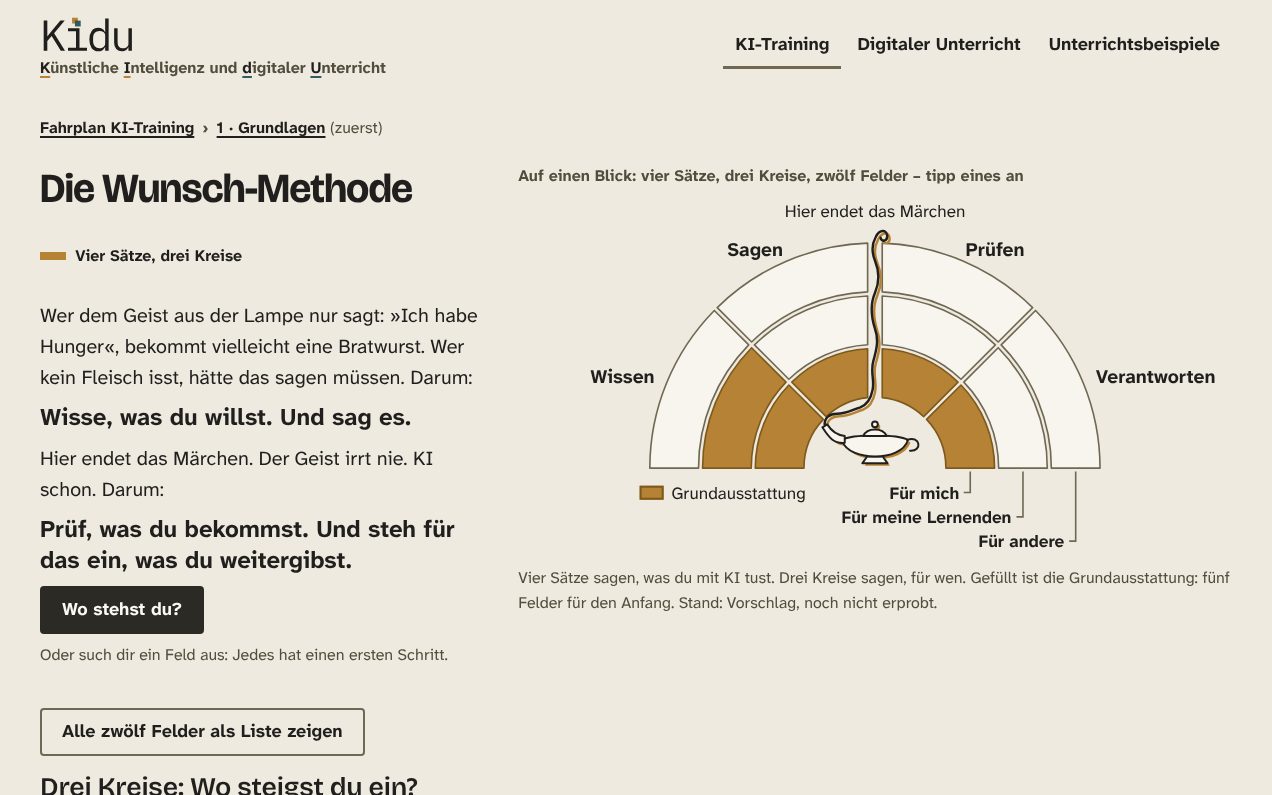 Kidu
Künstliche Intelligenz und digitaler Unterricht
KI-Training
Digitaler Unterricht
Unterrichtsbeispiele
Fahrplan KI-Training › 1 · Grundlagen (zuerst)
Die Wunsch-Methode
Vier Sätze, drei Kreise
Wer dem Geist aus der Lampe nur sagt: »Ich habe
Hunger«, bekommt vielleicht eine Bratwurst. Wer
kein Fleisch isst, hätte das sagen müssen. Darum:
Wisse, was du willst. Und sag es.
Hier endet das Märchen. Der Geist irrt nie. KI
schon. Darum:
Prüf, was du bekommst. Und steh für
das ein, was du weitergibst.
Wo stehst du?
Oder such dir ein Feld aus: Jedes hat einen ersten Schritt.
Auf einen Blick: vier Sätze, drei Kreise, zwölf Felder – tipp eines an
Hier endet das Märchen
Sagen
Prüfen
Wissen
Verantworten
Grundausstattung
Für mich
Für meine Lernenden
Für andere
Vier Sätze sagen, was du mit KI tust. Drei Kreise sagen, für wen. Gefüllt ist die Grundausstattung: fünf
Felder für den Anfang. Stand: Vorschlag, noch nicht erprobt.
Alle zwölf Felder als Liste zeigen
Drei Kreise: Wo steigst du ein?